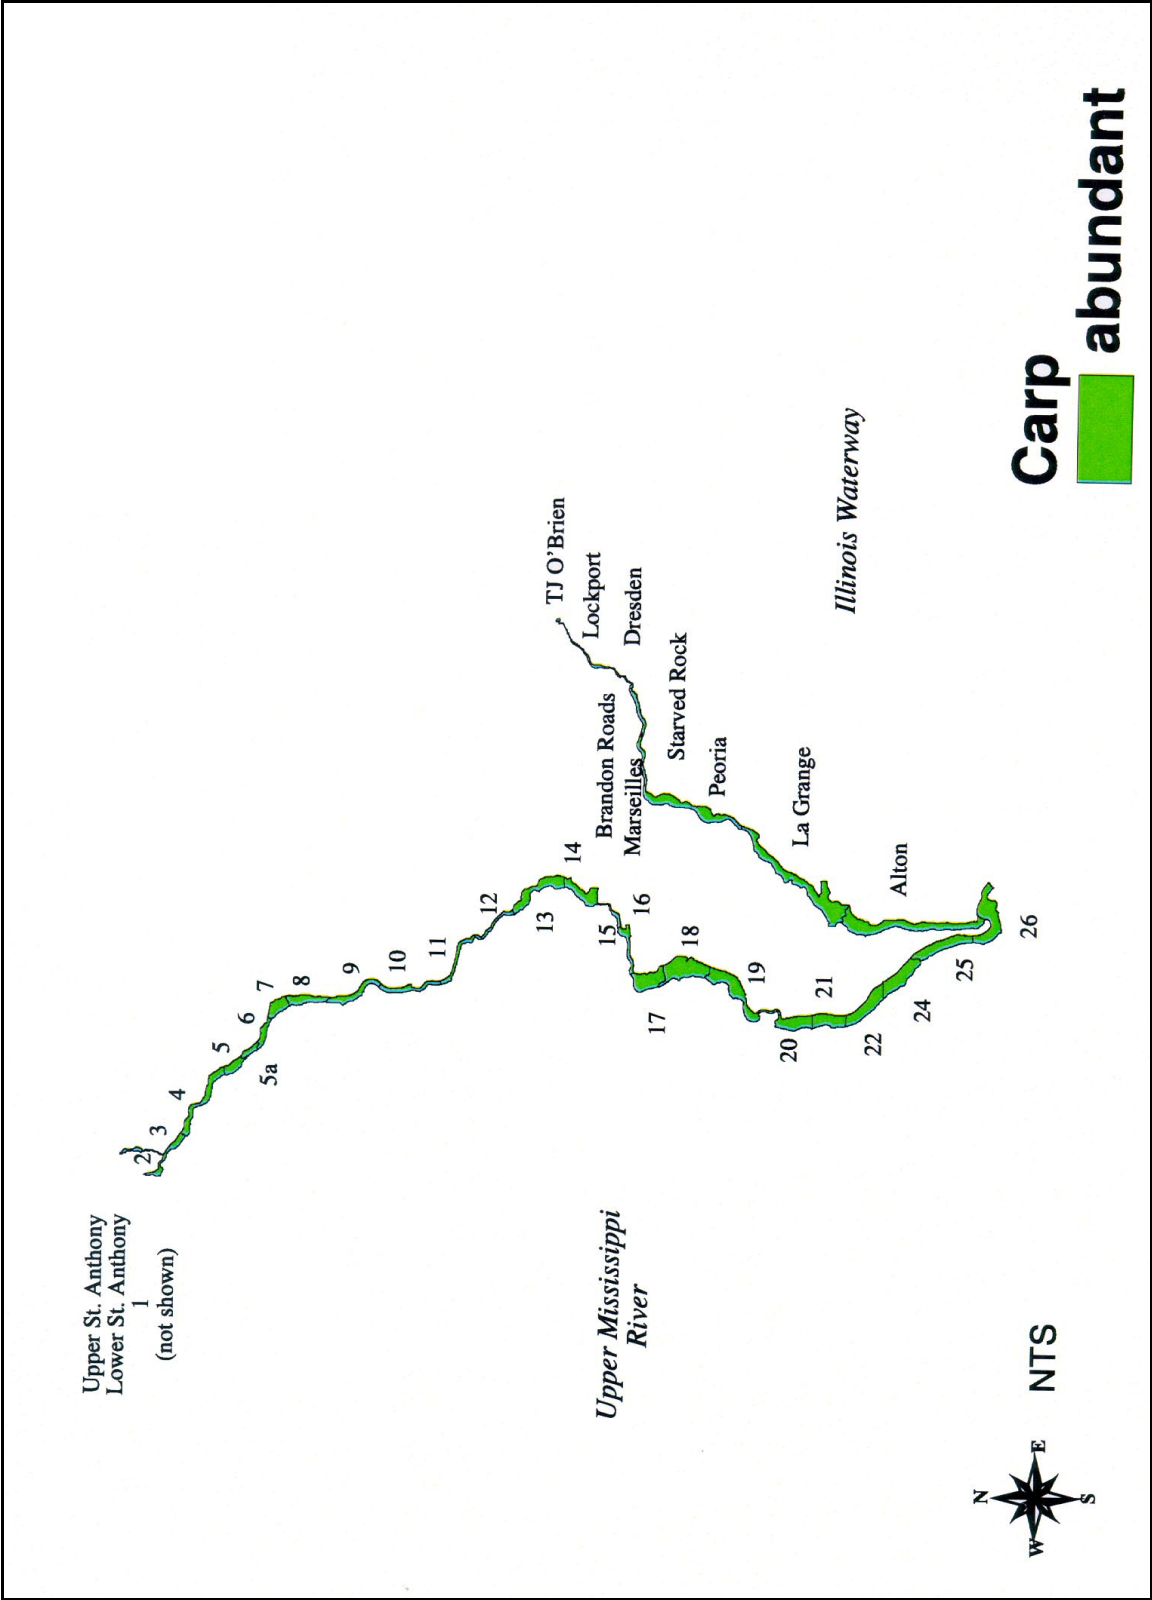 Upper St. Anthony
Lower St. Anthony
1
(not shown)
2
3
4
5
5a
6
7
8
9
10
11
12
13
14
15
16
17
18
19
20
21
22
24
25
26
TJ O'Brien
Lockport
Dresden
Brandon Roads
Marseilles
Starved Rock
Peoria
La Grange
Alton
Illinois Waterway
Upper Mississippi
River
N
W
E
S
NTS
Carp
abundant